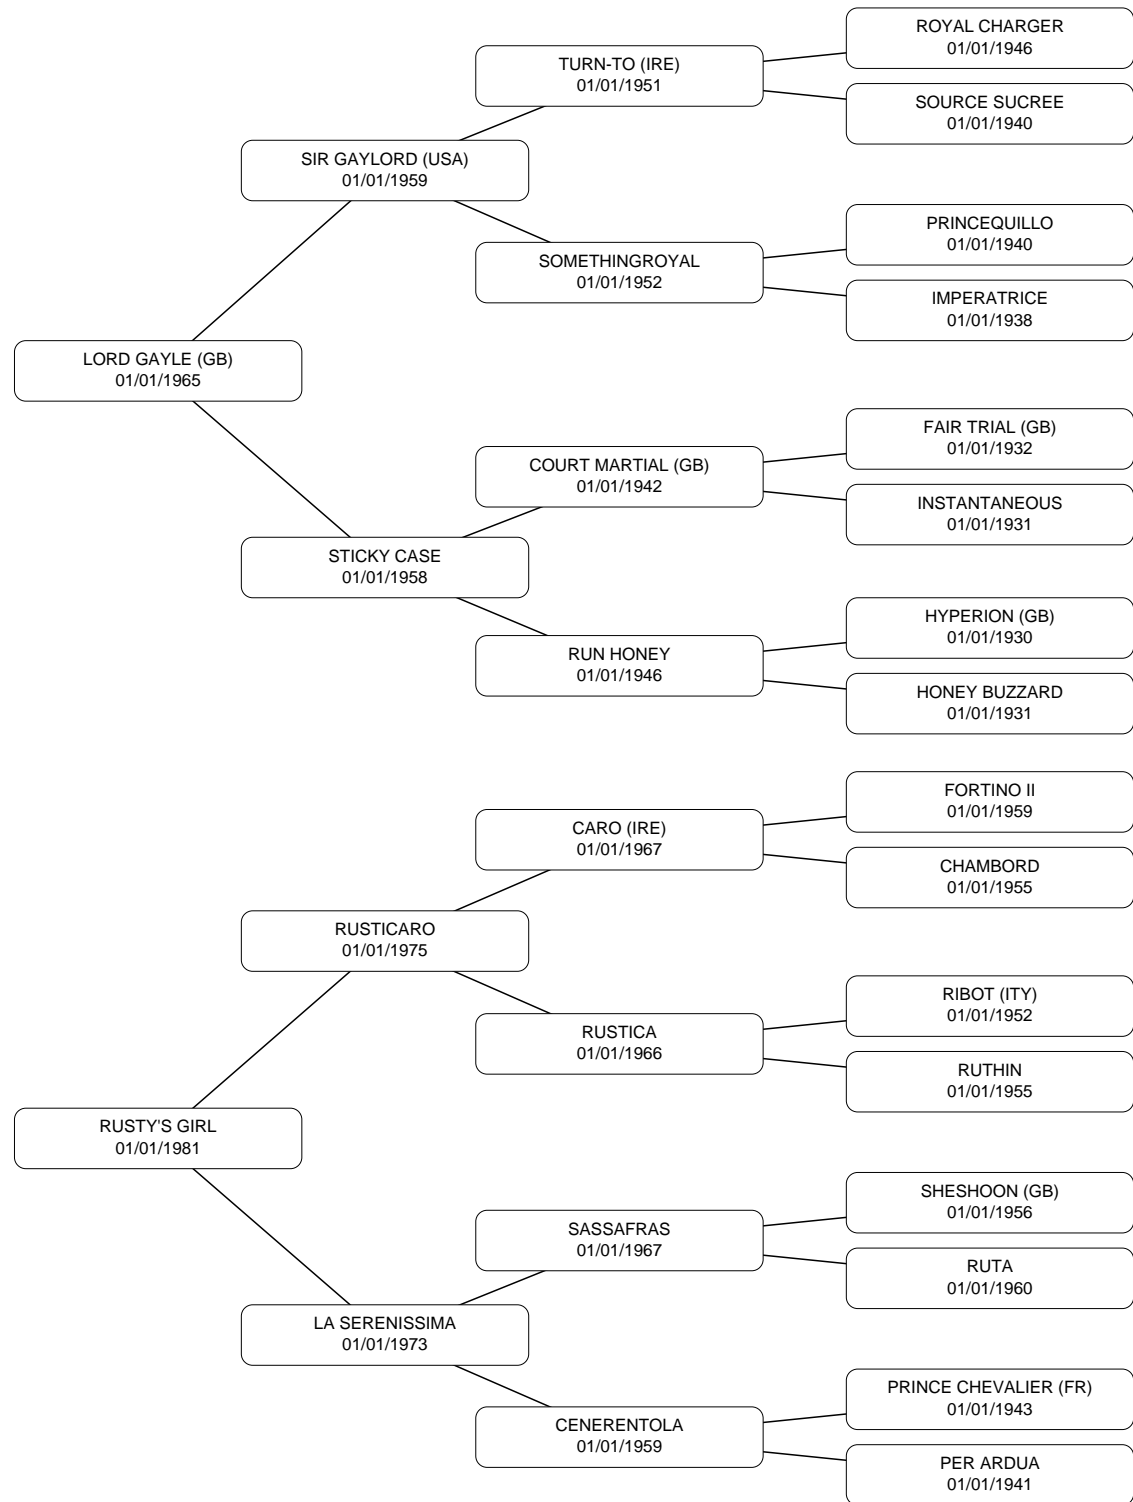 ROYAL CHARGER
01/01/1946
TURN-TO (IRE)
01/01/1951
SOURCE SUCREE
01/01/1940
SIR GAYLORD (USA)
01/01/1959
PRINCEQUILLO
01/01/1940
SOMETHINGROYAL
01/01/1952
IMPERATRICE
01/01/1938
LORD GAYLE (GB)
01/01/1965
FAIR TRIAL (GB)
01/01/1932
COURT MARTIAL (GB)
01/01/1942
INSTANTANEOUS
01/01/1931
STICKY CASE
01/01/1958
HYPERION (GB)
01/01/1930
RUN HONEY
01/01/1946
HONEY BUZZARD
01/01/1931
FORTINO II
01/01/1959
CARO (IRE)
01/01/1967
CHAMBORD
01/01/1955
RUSTICARO
01/01/1975
RIBOT (ITY)
01/01/1952
RUSTICA
01/01/1966
RUTHIN
01/01/1955
RUSTY'S GIRL
01/01/1981
SHESHOON (GB)
01/01/1956
SASSAFRAS
01/01/1967
RUTA
01/01/1960
LA SERENISSIMA
01/01/1973
PRINCE CHEVALIER (FR)
01/01/1943
CENERENTOLA
01/01/1959
PER ARDUA
01/01/1941